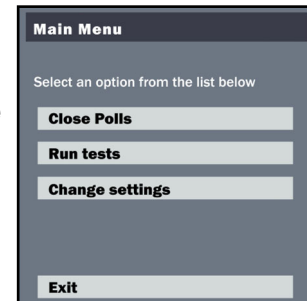 Main Menu
Select an option from the list below
Close Polls
Run tests
Change settings
Exit